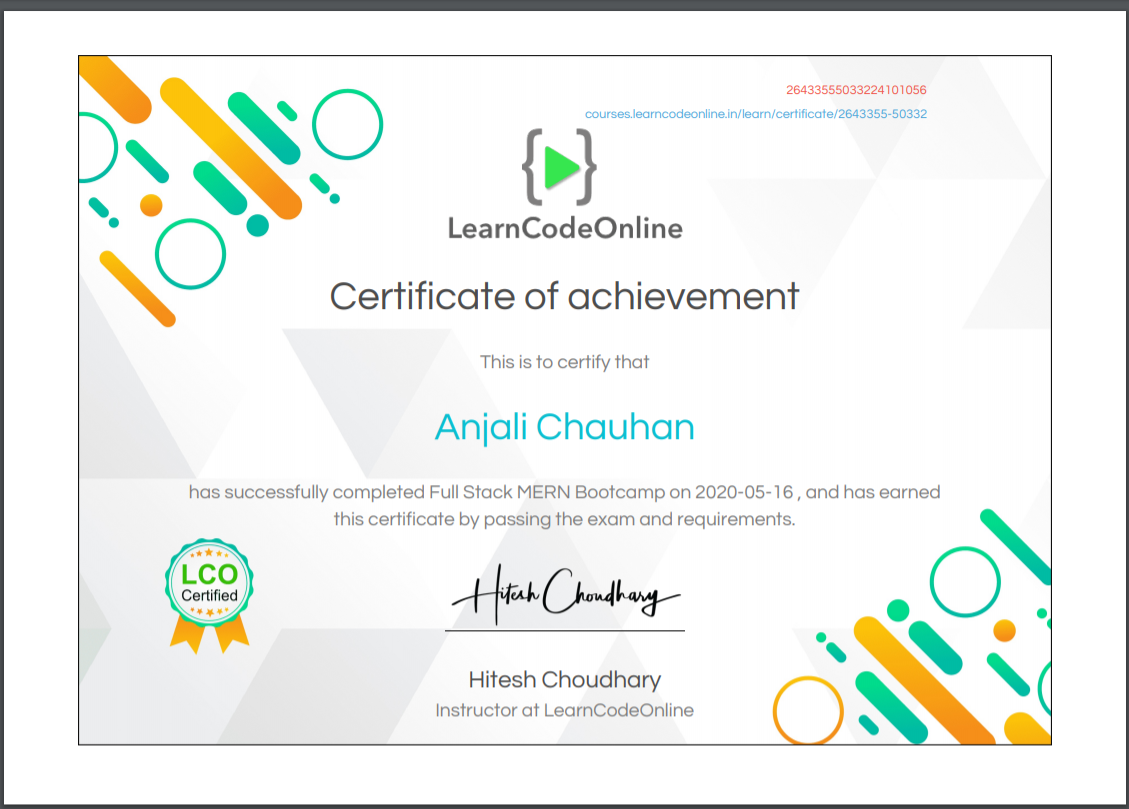 26433555033224101056
courses.learncodeonline.in/learn/certificate/2643355-50332
{ }
LearnCodeOnline
Certificate of achievement
This is to certify that
Anjali Chauhan
has successfully completed Full Stack MERN Bootcamp on 2020-05-16 , and has earned
this certificate by passing the exam and requirements.
LCO
Certified
Hitesh Choudhary
Hitesh Choudhary
Instructor at LearnCodeOnline